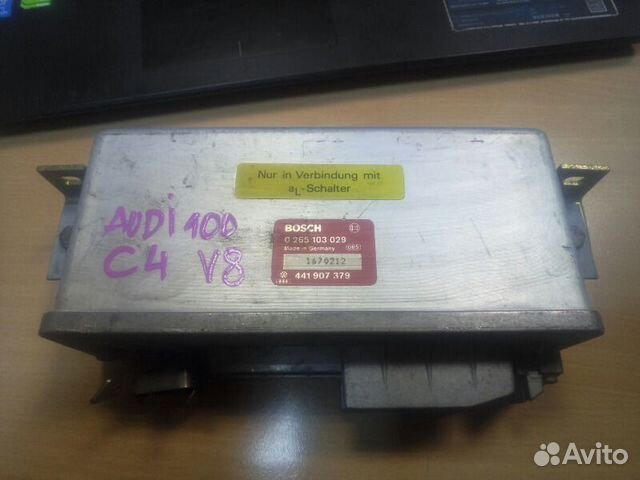 Nur in Verbindung mit
aL-Schalter
AUDI 100
C4 V8
BOSCH
0 265 103 029
Made in Germany
1679212
441 907 379
Avito